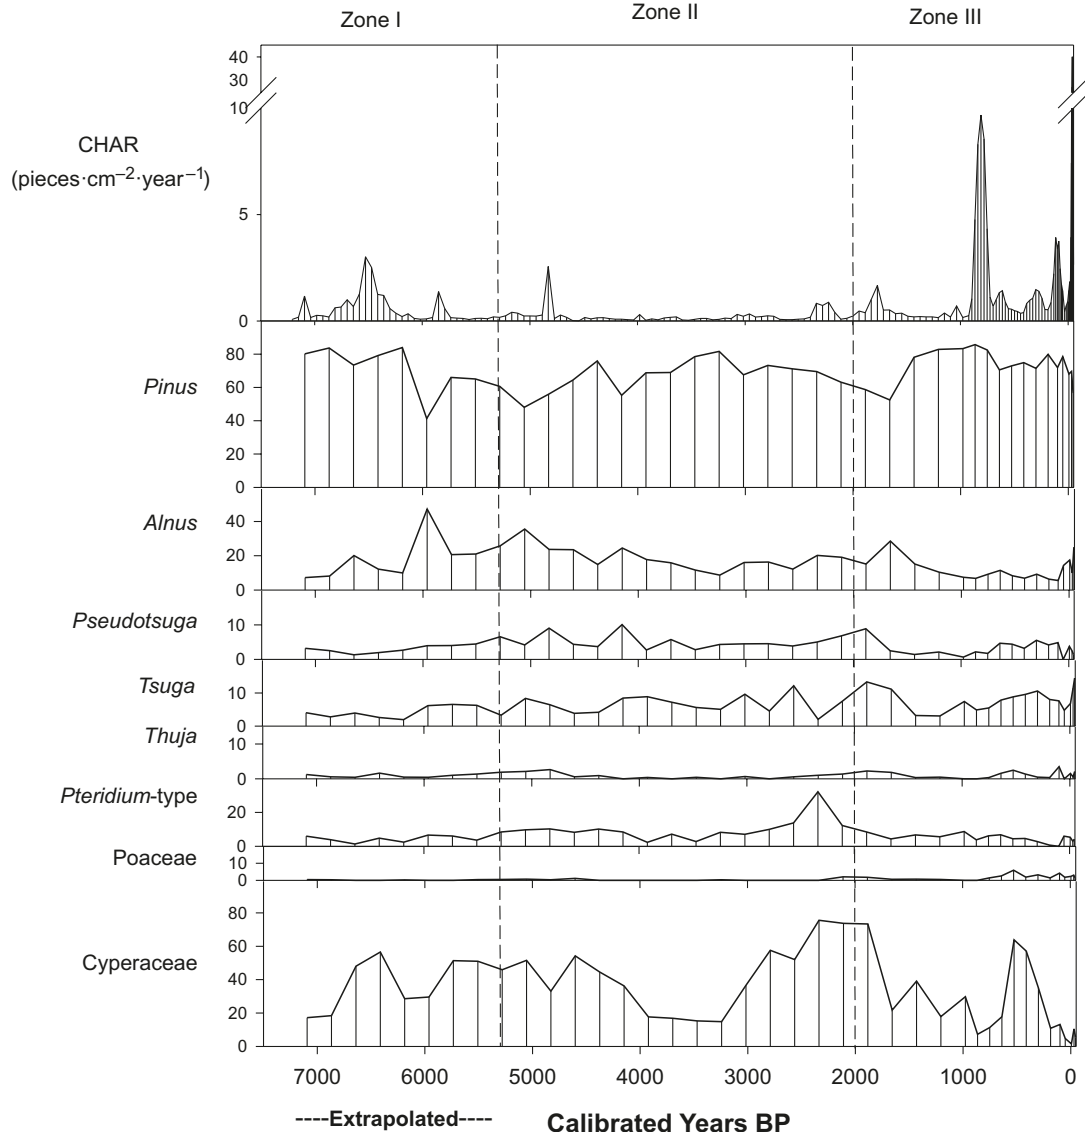 Zone I
Zone II
Zone III
40
30
10
5
0
CHAR
(pieces·cm⁻²·year⁻¹)
80
60
40
20
0
Pinus
40
20
0
Alnus
10
0
Pseudotsuga
10
0
Tsuga
10
0
Thuja
20
0
Pteridium-type
10
0
Poaceae
80
60
40
20
0
Cyperaceae
7000 6000 5000 4000 3000 2000 1000 0
----Extrapolated---- Calibrated Years BP